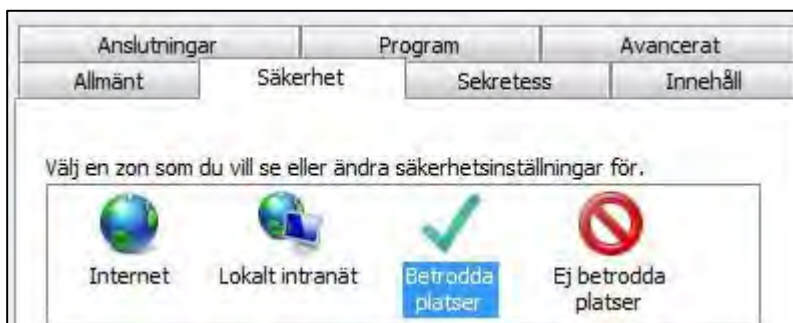 Anslutningar Program Avancerat
Allmänt Säkerhet Sekretess Innehåll
Välj en zon som du vill se eller ändra säkerhetsinställningar för.
Internet Lokalt intranät Betrodda platser Ej betrodda platser